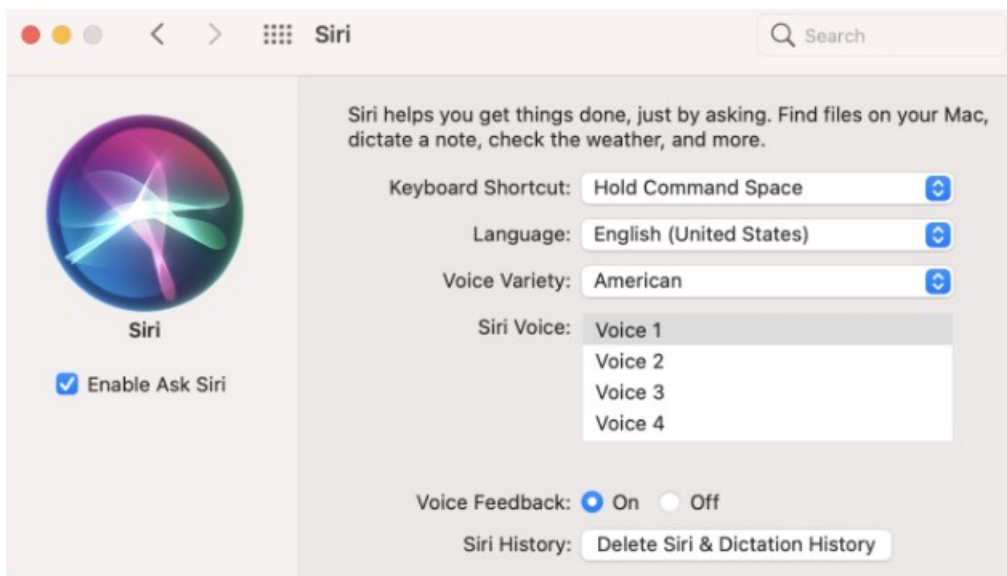 Siri
Search
Siri helps you get things done, just by asking. Find files on your Mac,
dictate a note, check the weather, and more.
Keyboard Shortcut: Hold Command Space
Language: English (United States)
Voice Variety: American
Siri Voice: Voice 1
Voice 2
Voice 3
Voice 4
Siri
Enable Ask Siri
Voice Feedback: On Off
Siri History: Delete Siri & Dictation History